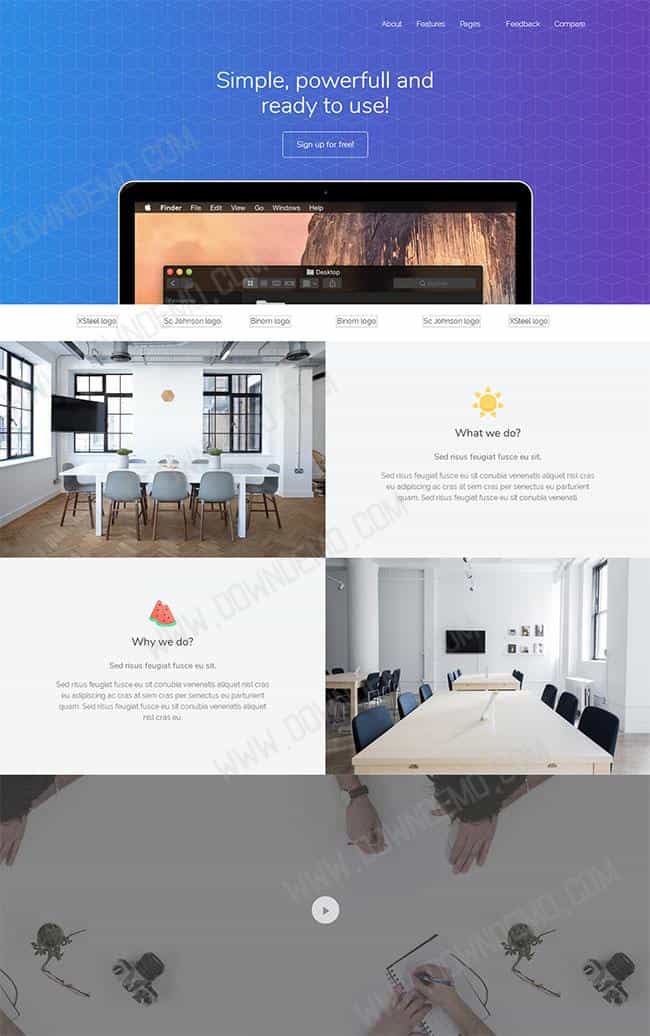 About Features Pages Feedback Compare
Simple, powerfull and
ready to use!
Sign up for free!
Finder File Edit View Go Windows Help
Desktop
XSteel logo Sc Johnson logo Binom logo Binom logo Sc Johnson logo XSteel logo
What we do?
Sed risus feugiat fusce eu sit.
Sed risus feugiat fusce eu sit conubia venenatis aliquet nisl cras
eu adipiscing ac cras at sem cras per senectus eu parturient
quam. Sed risus feugiat fusce eu sit conubia venenati
Why we do?
Sed risus feugiat fusce eu sit.
Sed risus feugiat fusce eu sit conubia venenatis aliquet nisl cras
eu adipiscing ac cras at sem cras per senectus eu parturient
quam. Sed risus feugiat fusce eu sit conubia venenatis aliquet
nisl cras eu.
WWW.DOWNDEMO.COM